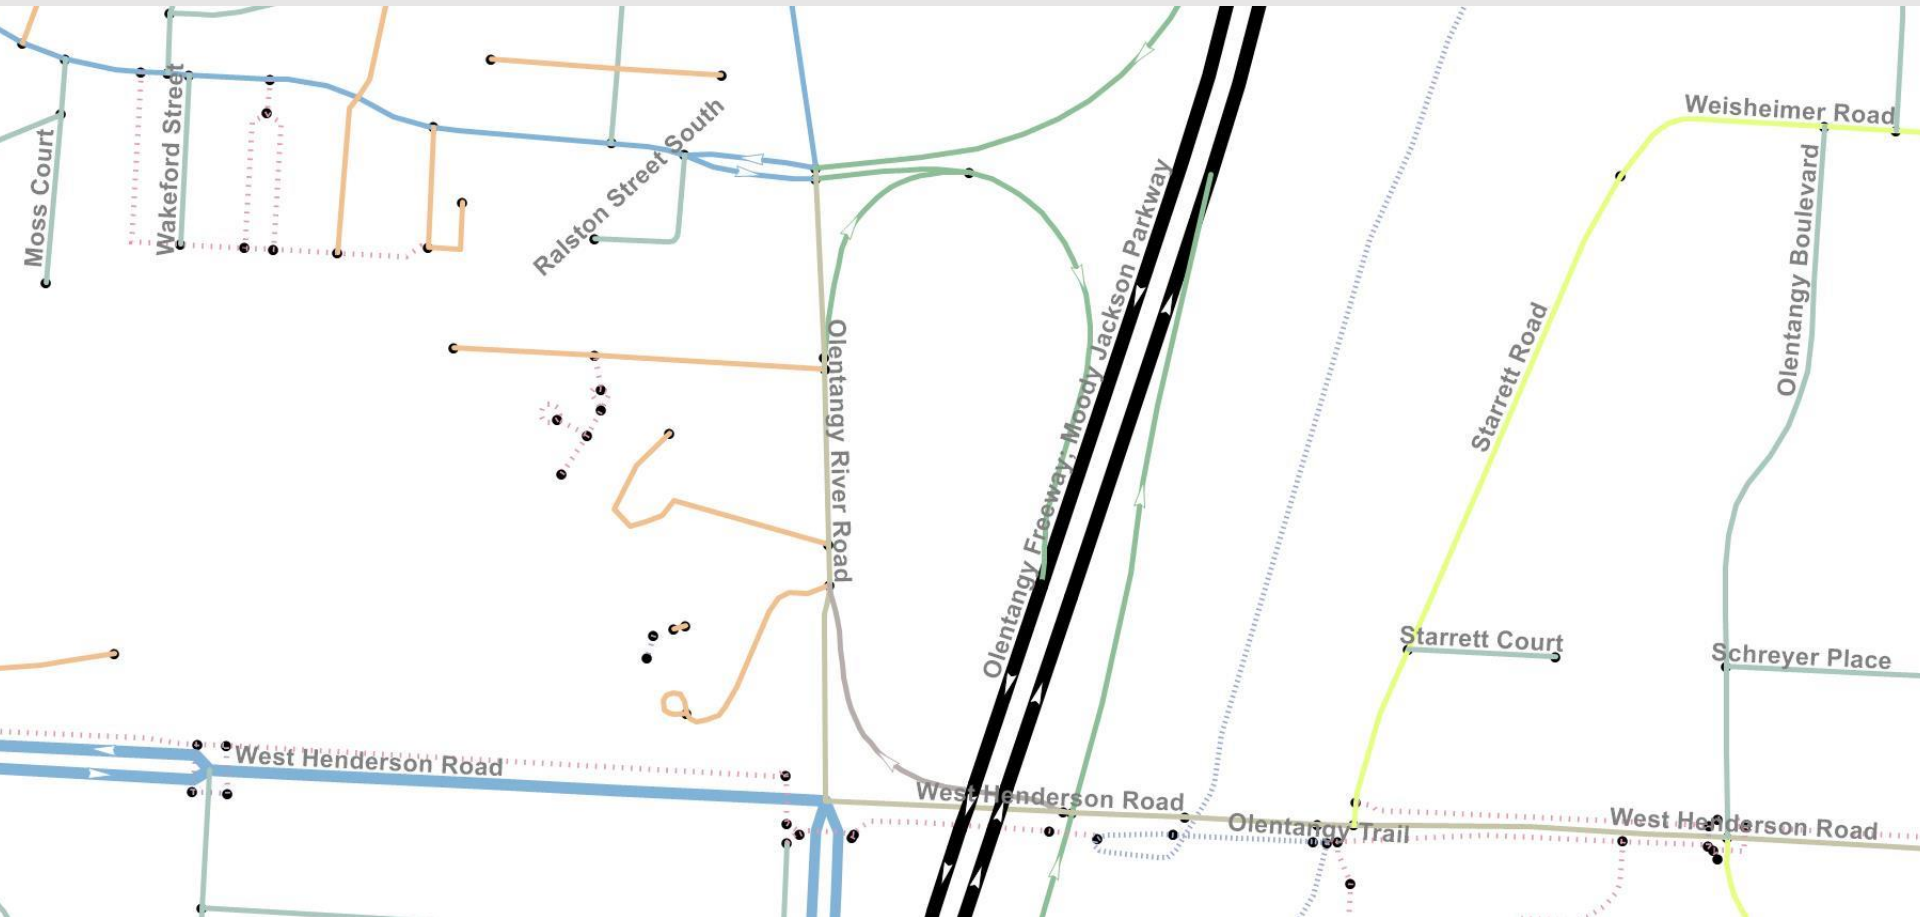 Weisheimer Road
Wakeford Street
Moss Court
Ralston Street South
Olentangy Boulevard
Olentangy River Road
Olentangy Freeway; Moody Jackson Parkway
Starrett Road
Starrett Court
Schreyer Place
West Henderson Road
West Henderson Road
Olentangy Trail
West Henderson Road